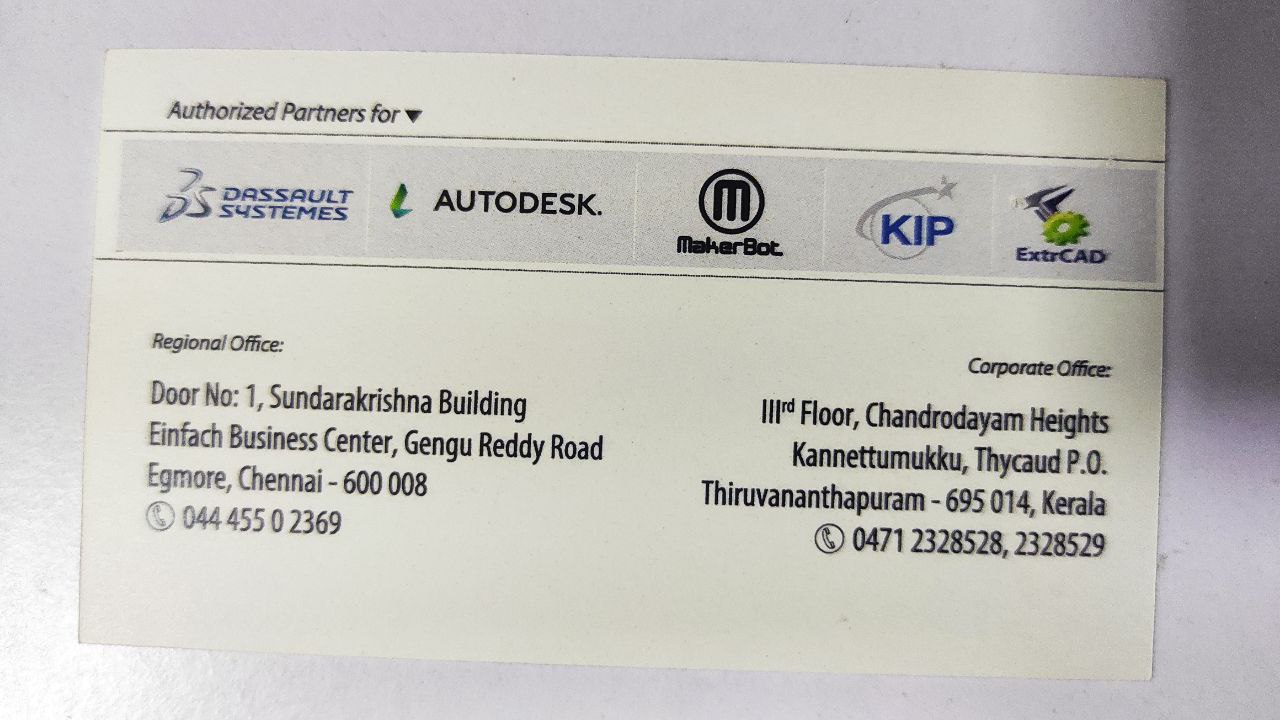 Authorized Partners for ▼
DASSAULT
SYSTEMES
AUTODESK.
MakerBot
KIP
ExtrCAD
Regional Office:
Door No: 1, Sundarakrishna Building
Einfach Business Center, Gengu Reddy Road
Egmore, Chennai - 600 008
044 455 0 2369
Corporate Office:
IIIrd Floor, Chandrodayam Heights
Kannettumukku, Thycaud P.O.
Thiruvananthapuram - 695 014, Kerala
0471 2328528, 2328529